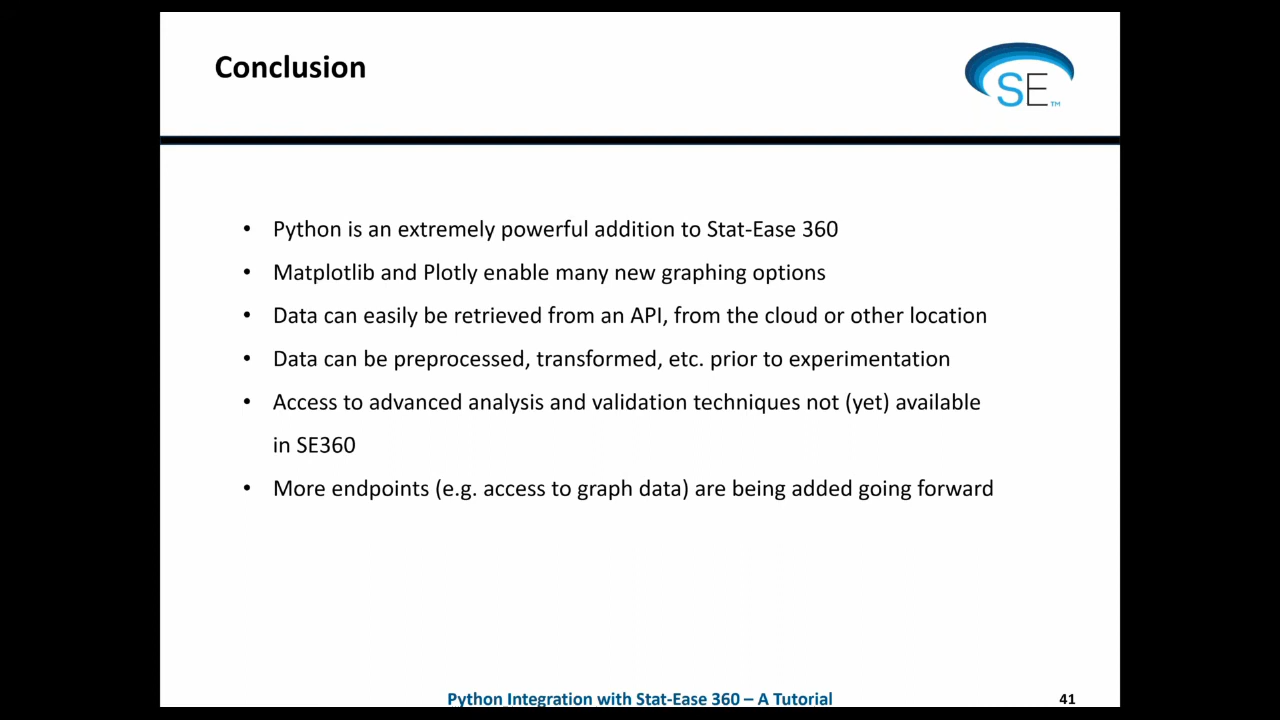 Conclusion
SE™
• Python is an extremely powerful addition to Stat-Ease 360
• Matplotlib and Plotly enable many new graphing options
• Data can easily be retrieved from an API, from the cloud or other location
• Data can be preprocessed, transformed, etc. prior to experimentation
• Access to advanced analysis and validation techniques not (yet) available
in SE360
• More endpoints (e.g. access to graph data) are being added going forward
Python Integration with Stat-Ease 360 – A Tutorial
41